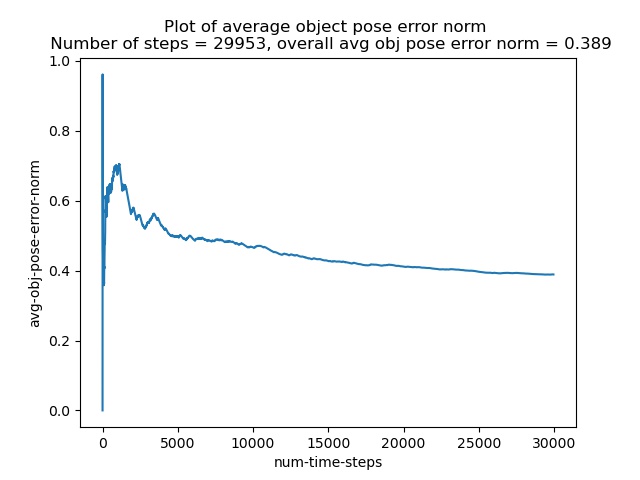 Plot of average object pose error norm
Number of steps = 29953, overall avg obj pose error norm = 0.389
1.0
0.8
0.6
0.4
0.2
0.0
avg-obj-pose-error-norm
0 5000 10000 15000 20000 25000 30000
num-time-steps